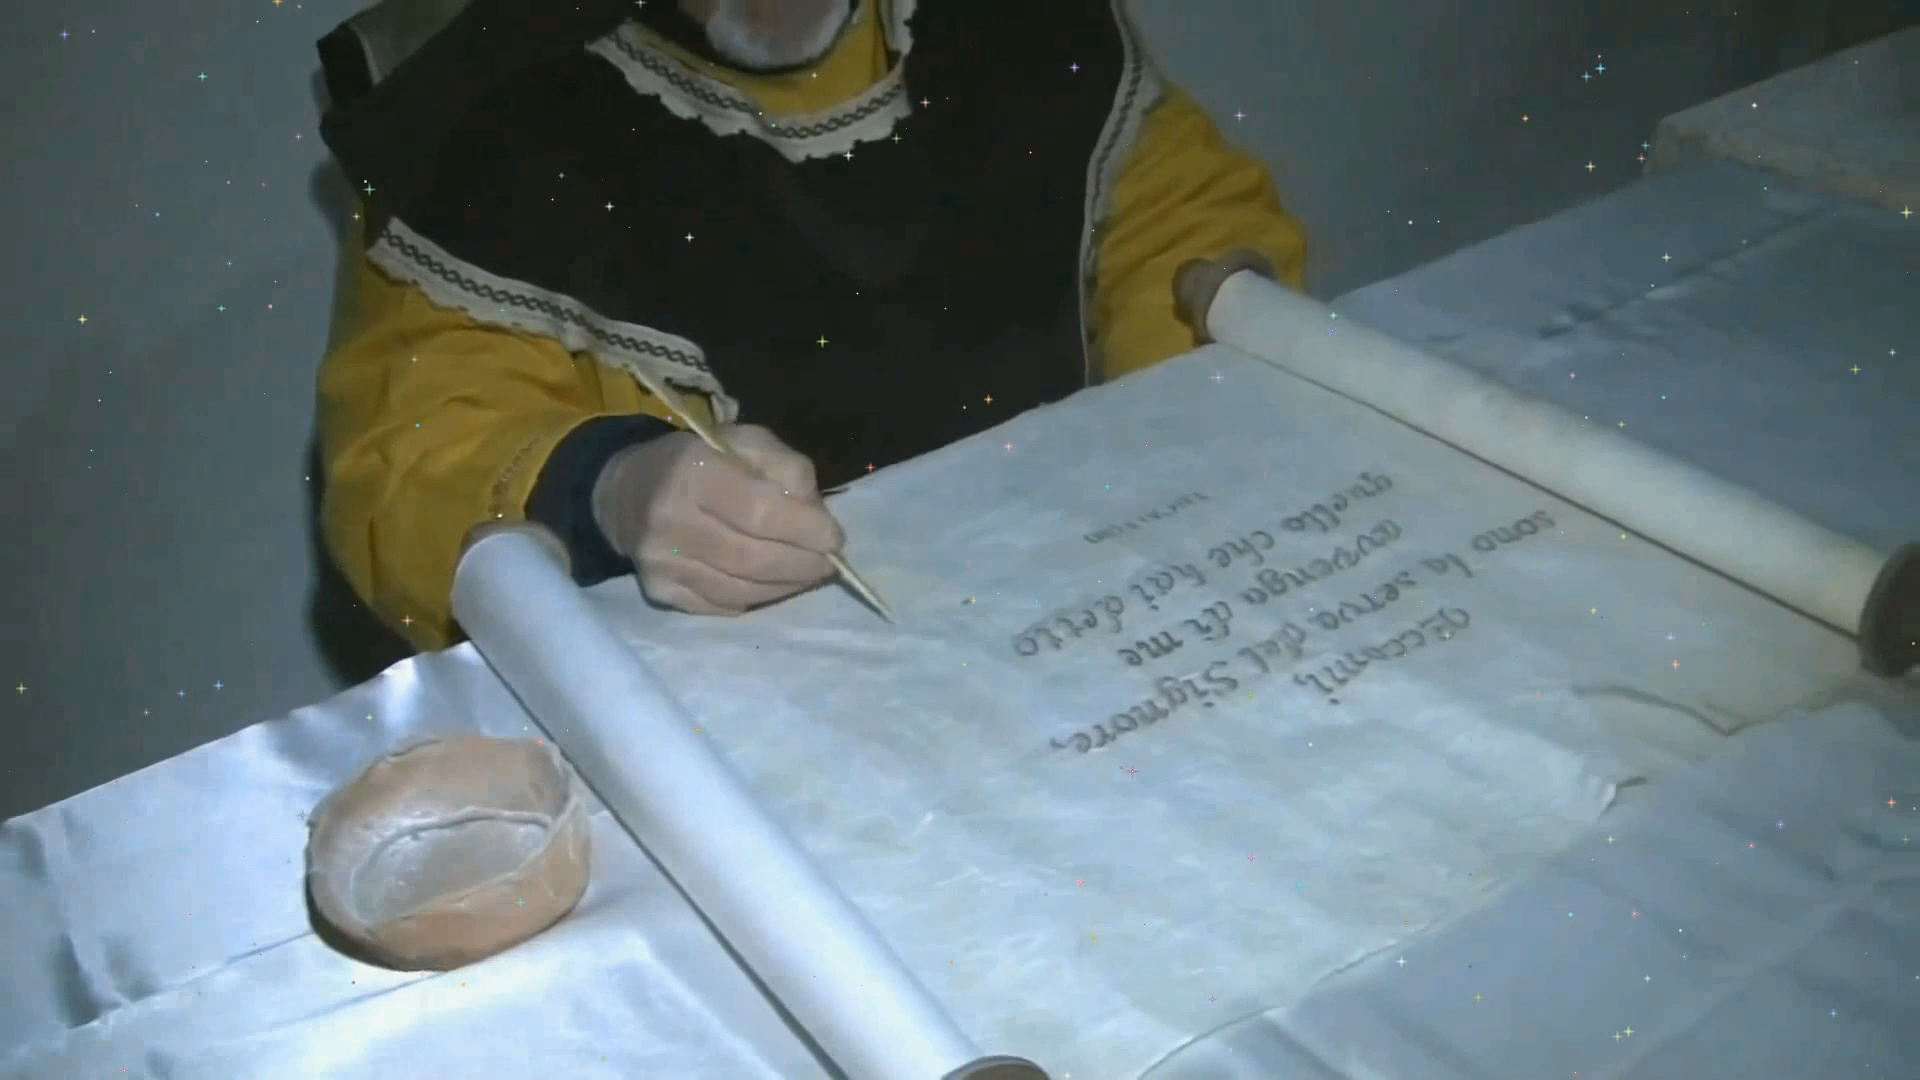 Eccomi,
sono la serva del Signore,
avvenga di me
quello che hai detto